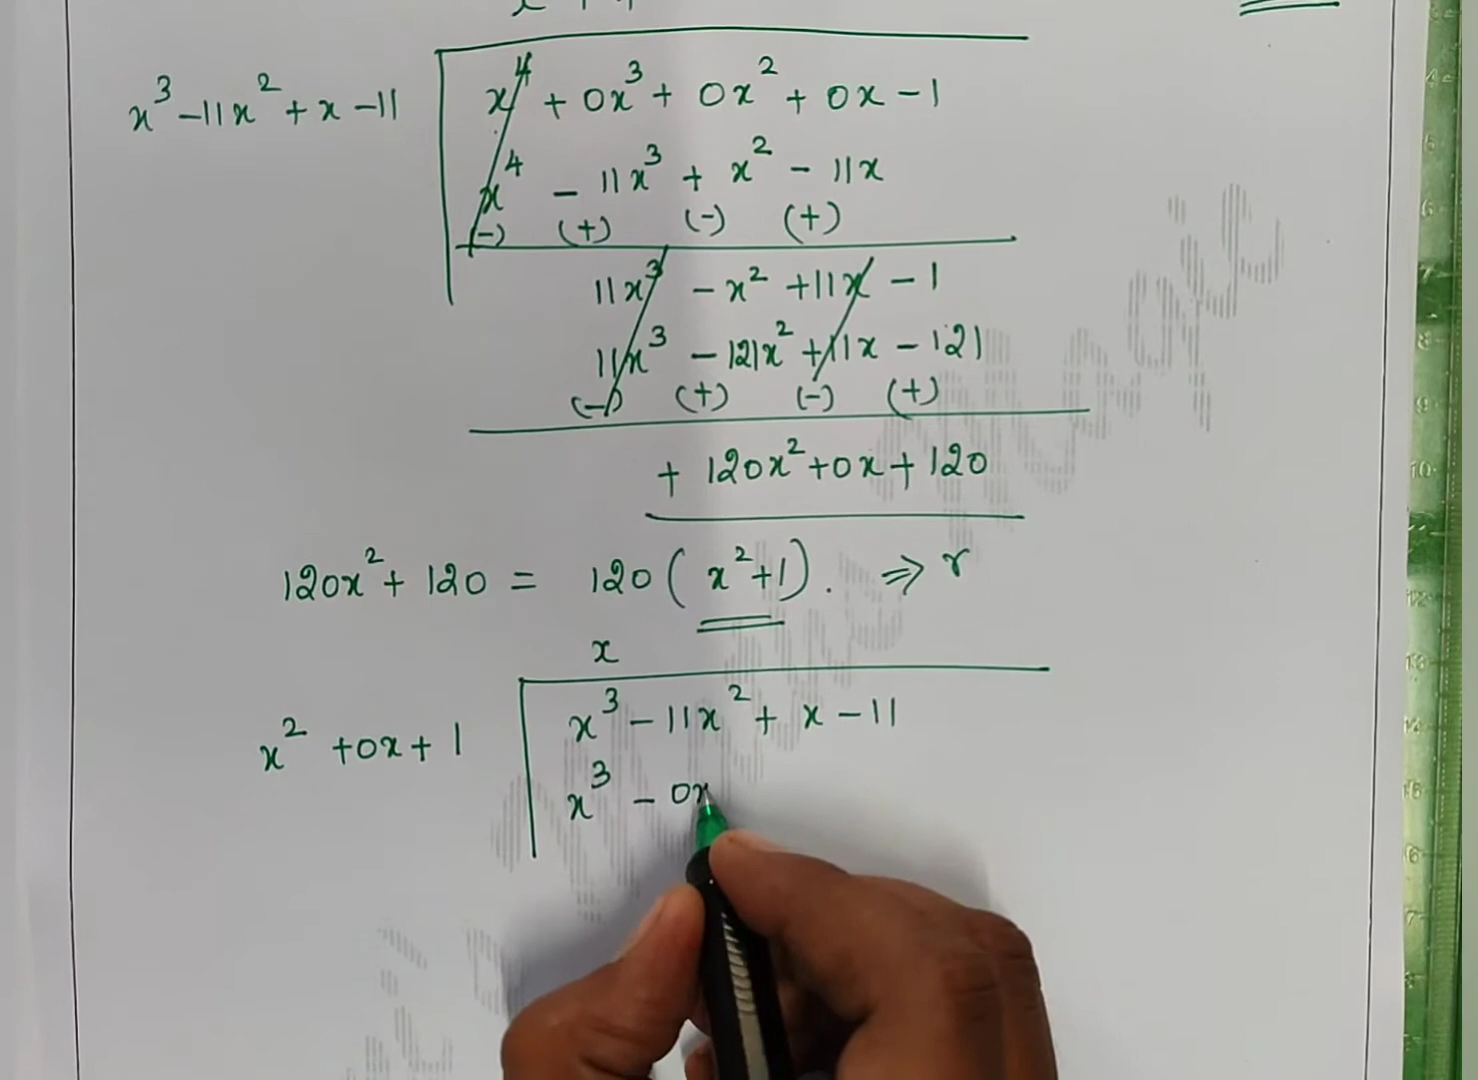 x³ - 11x² + x - 11
x⁴ + 0x³ + 0x² + 0x - 1
x⁴ - 11x³ + x² - 11x
(-) (+) (-) (+)
11x³ - x² + 11x - 1
11x³ - 121x² + 11x - 121
(-) (+) (-) (+)
+ 120x² + 0x + 120
120x² + 120 = 120 ( x² + 1 ) . ⇒ r
x
x² + 0x + 1
x³ - 11x² + x - 11
x³ - 0x